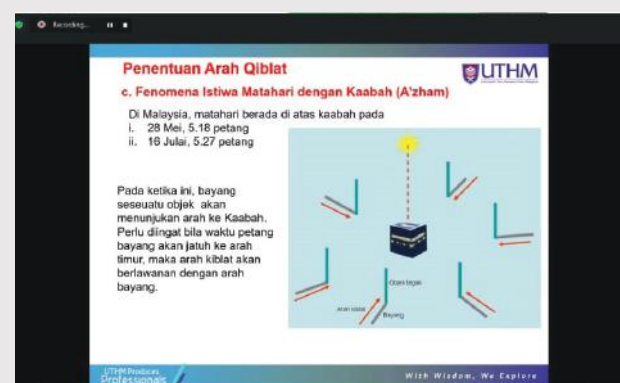 Recording...
Penentuan Arah Qiblat
UTHM
c. Fenomena Istiwa Matahari dengan Kaabah (A'zham)
Di Malaysia, matahari berada di atas kaabah pada
i. 28 Mei, 5.18 petang
ii. 16 Julai, 5.27 petang
Pada ketika ini, bayang
sesuatu objek akan
menunjukan arah ke Kaabah.
Perlu diingat bila waktu petang
bayang akan jatuh ke arah
timur, maka arah kiblat akan
berlawanan dengan arah
bayang.
Objek tegak
Arah kiblat
Bayang
UTHM Produces
Professionals
With Wisdom, We Explore